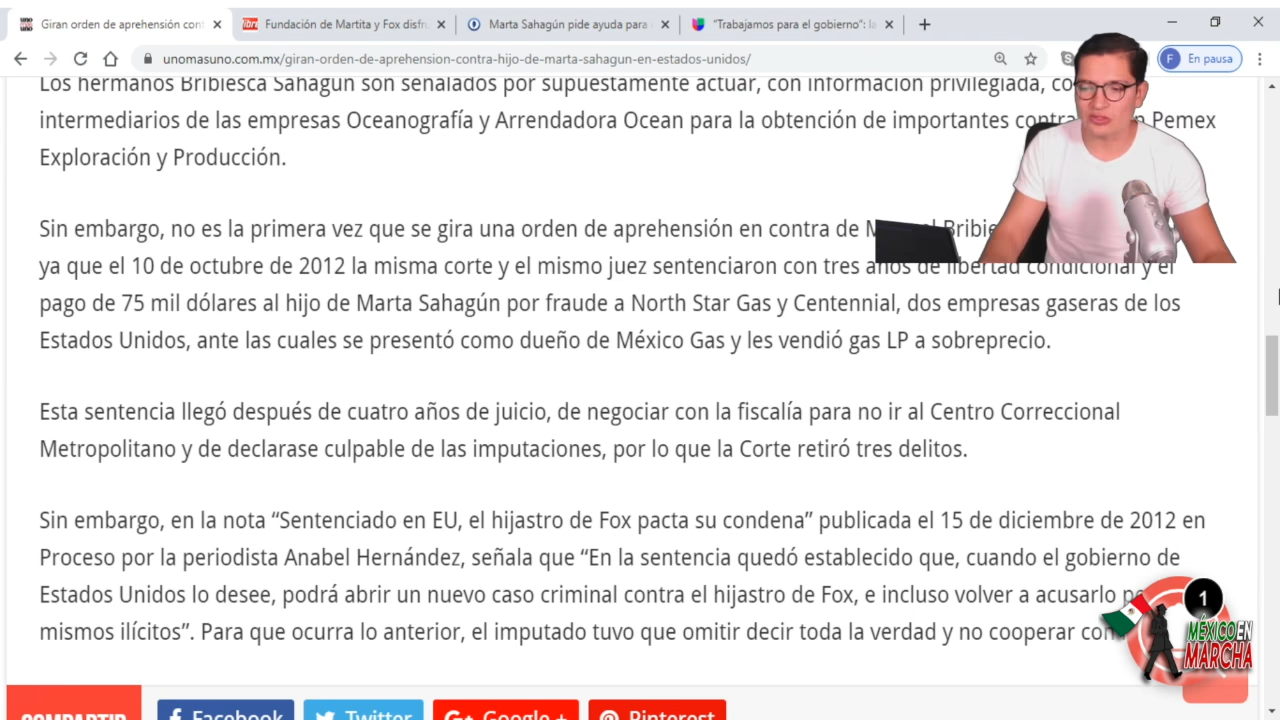 Giran orden de aprehensión cont
libre
Fundación de Martita y Fox disfru
Marta Sahagún pide ayuda para
"Trabajamos para el gobierno": la
unomasuno.com.mx/giran-orden-de-aprehension-contra-hijo-de-marta-sahagun-en-estados-unidos/
F En pausa
Los hermanos Bribiesca Sahagún son señalados por supuestamente actuar, con información privilegiada,
intermediarios de las empresas Oceanografía y Arrendadora Ocean para la obtención de importantes Pemex
Exploración y Producción.
Sin embargo, no es la primera vez que se gira una orden de aprehensión en contra de
ya que el 10 de octubre de 2012 la misma corte y el mismo juez sentenciaron con tres años de libertad condicional y el
pago de 75 mil dólares al hijo de Marta Sahagún por fraude a North Star Gas y Centennial, dos empresas gaseras de los
Estados Unidos, ante las cuales se presentó como dueño de México Gas y les vendió gas LP a sobreprecio.
Esta sentencia llegó después de cuatro años de juicio, de negociar con la fiscalía para no ir al Centro Correccional
Metropolitano y de declarase culpable de las imputaciones, por lo que la Corte retiró tres delitos.
Sin embargo, en la nota “Sentenciado en EU, el hijastro de Fox pacta su condena” publicada el 15 de diciembre de 2012 en
Proceso por la periodista Anabel Hernández, señala que “En la sentencia quedó establecido que, cuando el gobierno de
Estados Unidos lo desee, podrá abrir un nuevo caso criminal contra el hijastro de Fox, e incluso volver a acusarlo
mismos ilícitos”. Para que ocurra lo anterior, el imputado tuvo que omitir decir toda la verdad y no cooperar
1
MÉXICO EN
MARCHA
COMPARTIR
Facebook
Twitter
G+ Google +
Pinterest